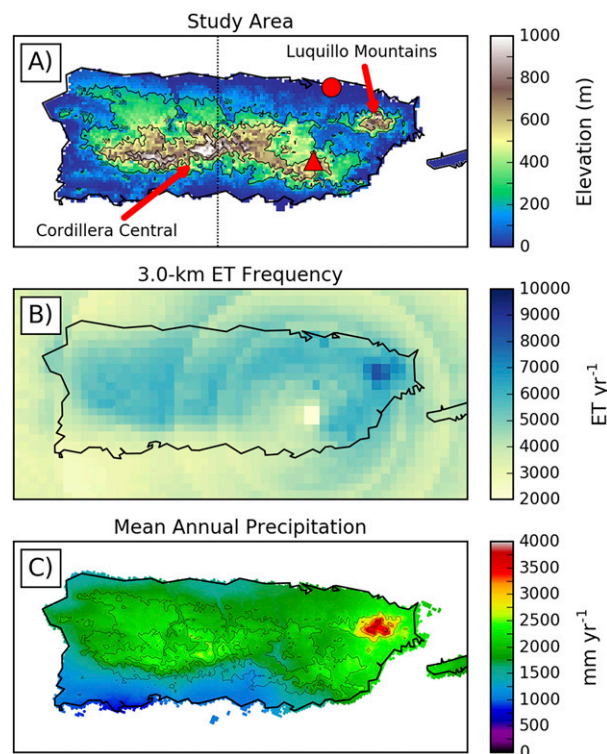 Study Area
A)
Luquillo Mountains
Cordillera Central
1000
800
600
400
200
0
Elevation (m)
3.0-km ET Frequency
B)
10000
9000
8000
7000
6000
5000
4000
3000
2000
ET yr⁻¹
Mean Annual Precipitation
C)
4000
3500
3000
2500
2000
1500
1000
500
0
mm yr⁻¹